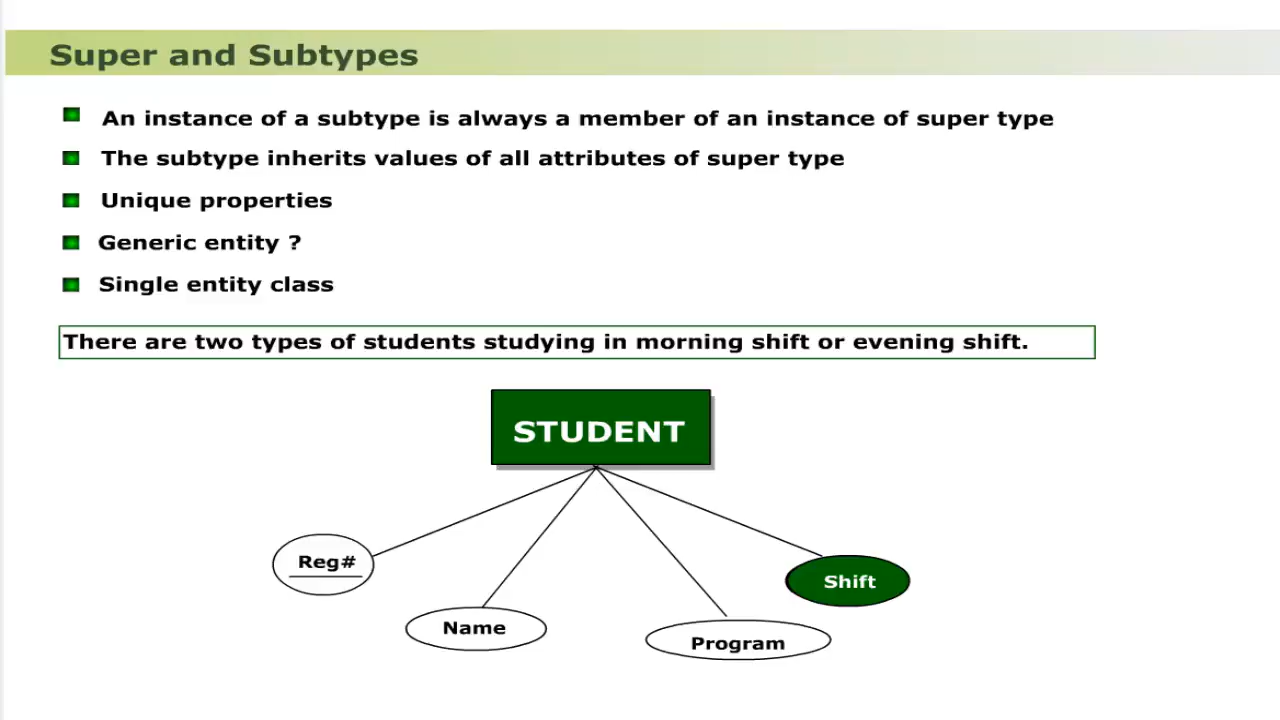 Super and Subtypes
An instance of a subtype is always a member of an instance of super type
The subtype inherits values of all attributes of super type
Unique properties
Generic entity ?
Single entity class
There are two types of students studying in morning shift or evening shift.
STUDENT
Reg#
Shift
Name
Program